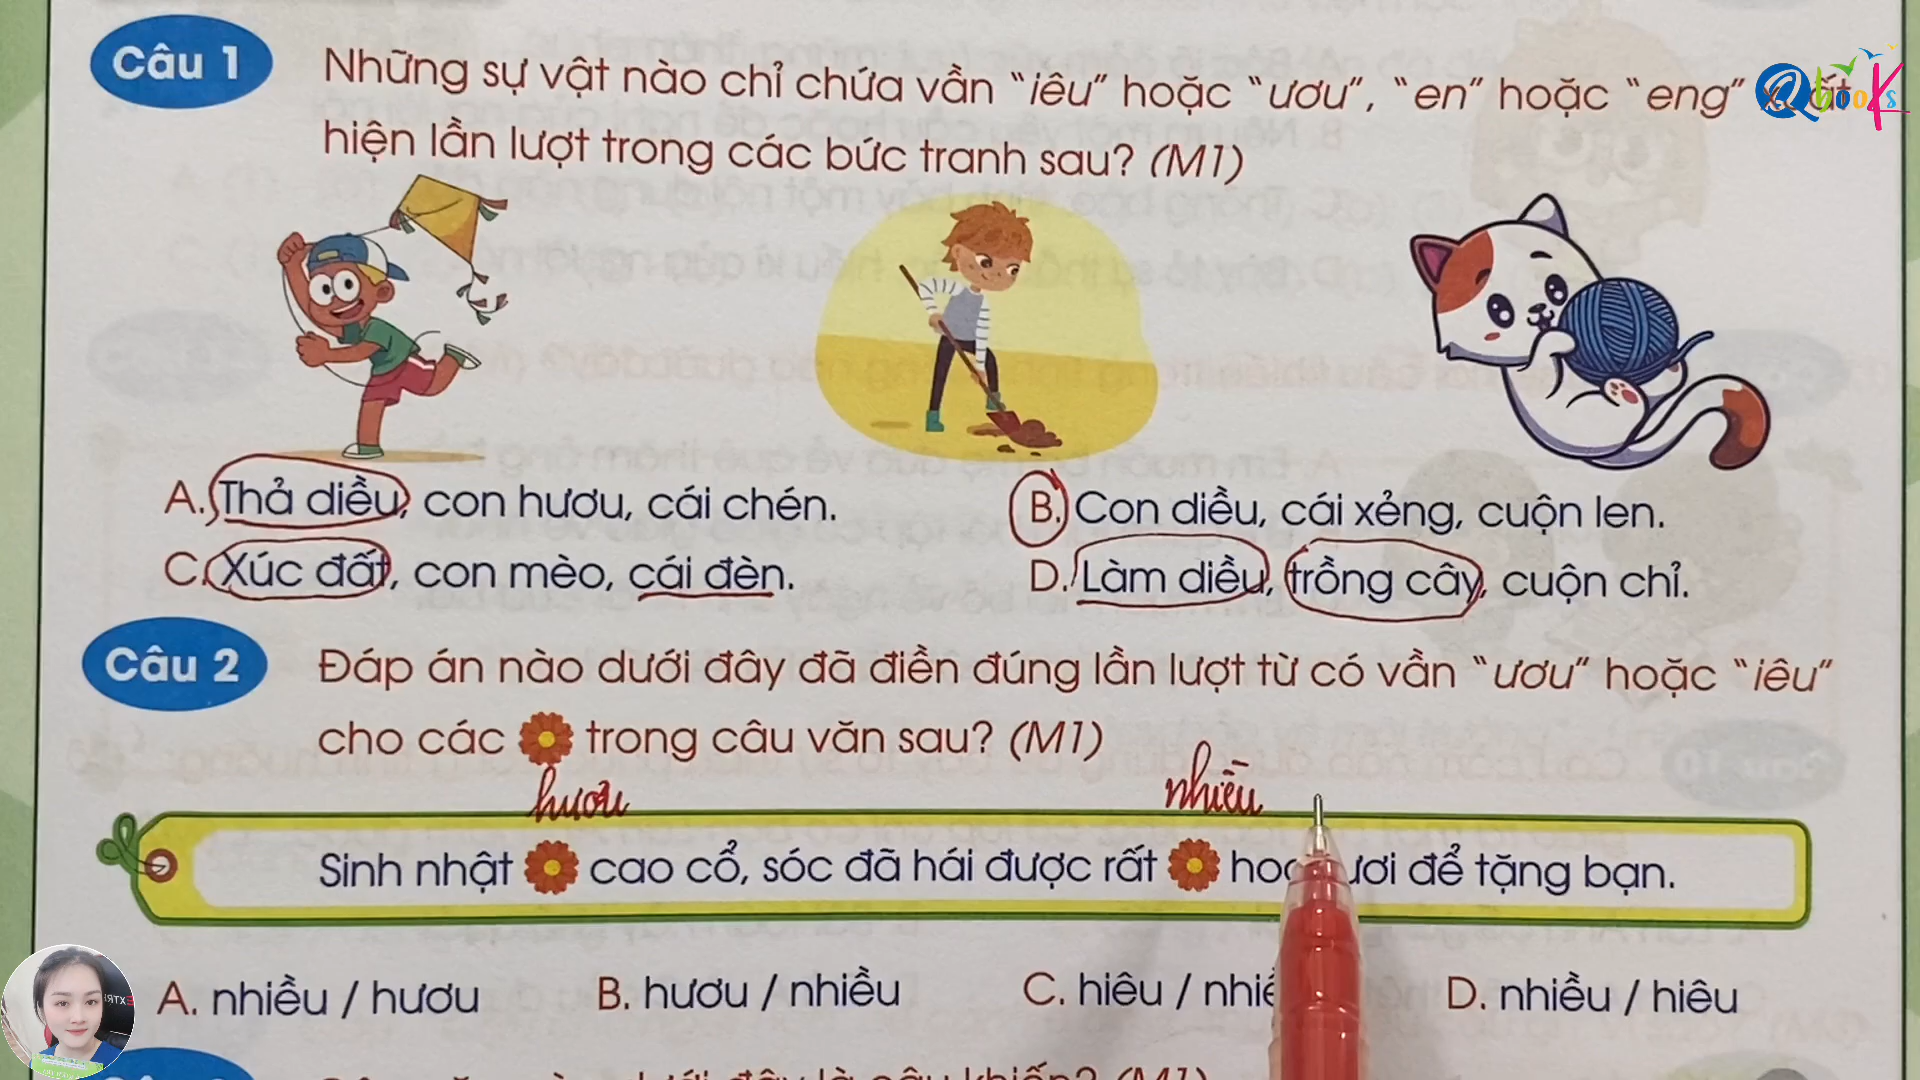 Câu 1
Những sự vật nào chỉ chứa vần “iêu” hoặc “ươu”, “en” hoặc “eng”
hiện lần lượt trong các bức tranh sau? (M1)
Qbooks
A. Thả diều, con hươu, cái chén.
B. Con diều, cái xẻng, cuộn len.
C. Xúc đất, con mèo, cái đèn.
D. Làm diều, trồng cây, cuộn chỉ.
Câu 2
Đáp án nào dưới đây đã điền đúng lần lượt từ có vần “ươu” hoặc “iêu”
cho các trong câu văn sau? (M1)
hươu nhiều
Sinh nhật cao cổ, sóc đã hái được rất để tặng bạn.
A. nhiều / hươu
B. hươu / nhiều
C. hiêu /
D. nhiều / hiêu